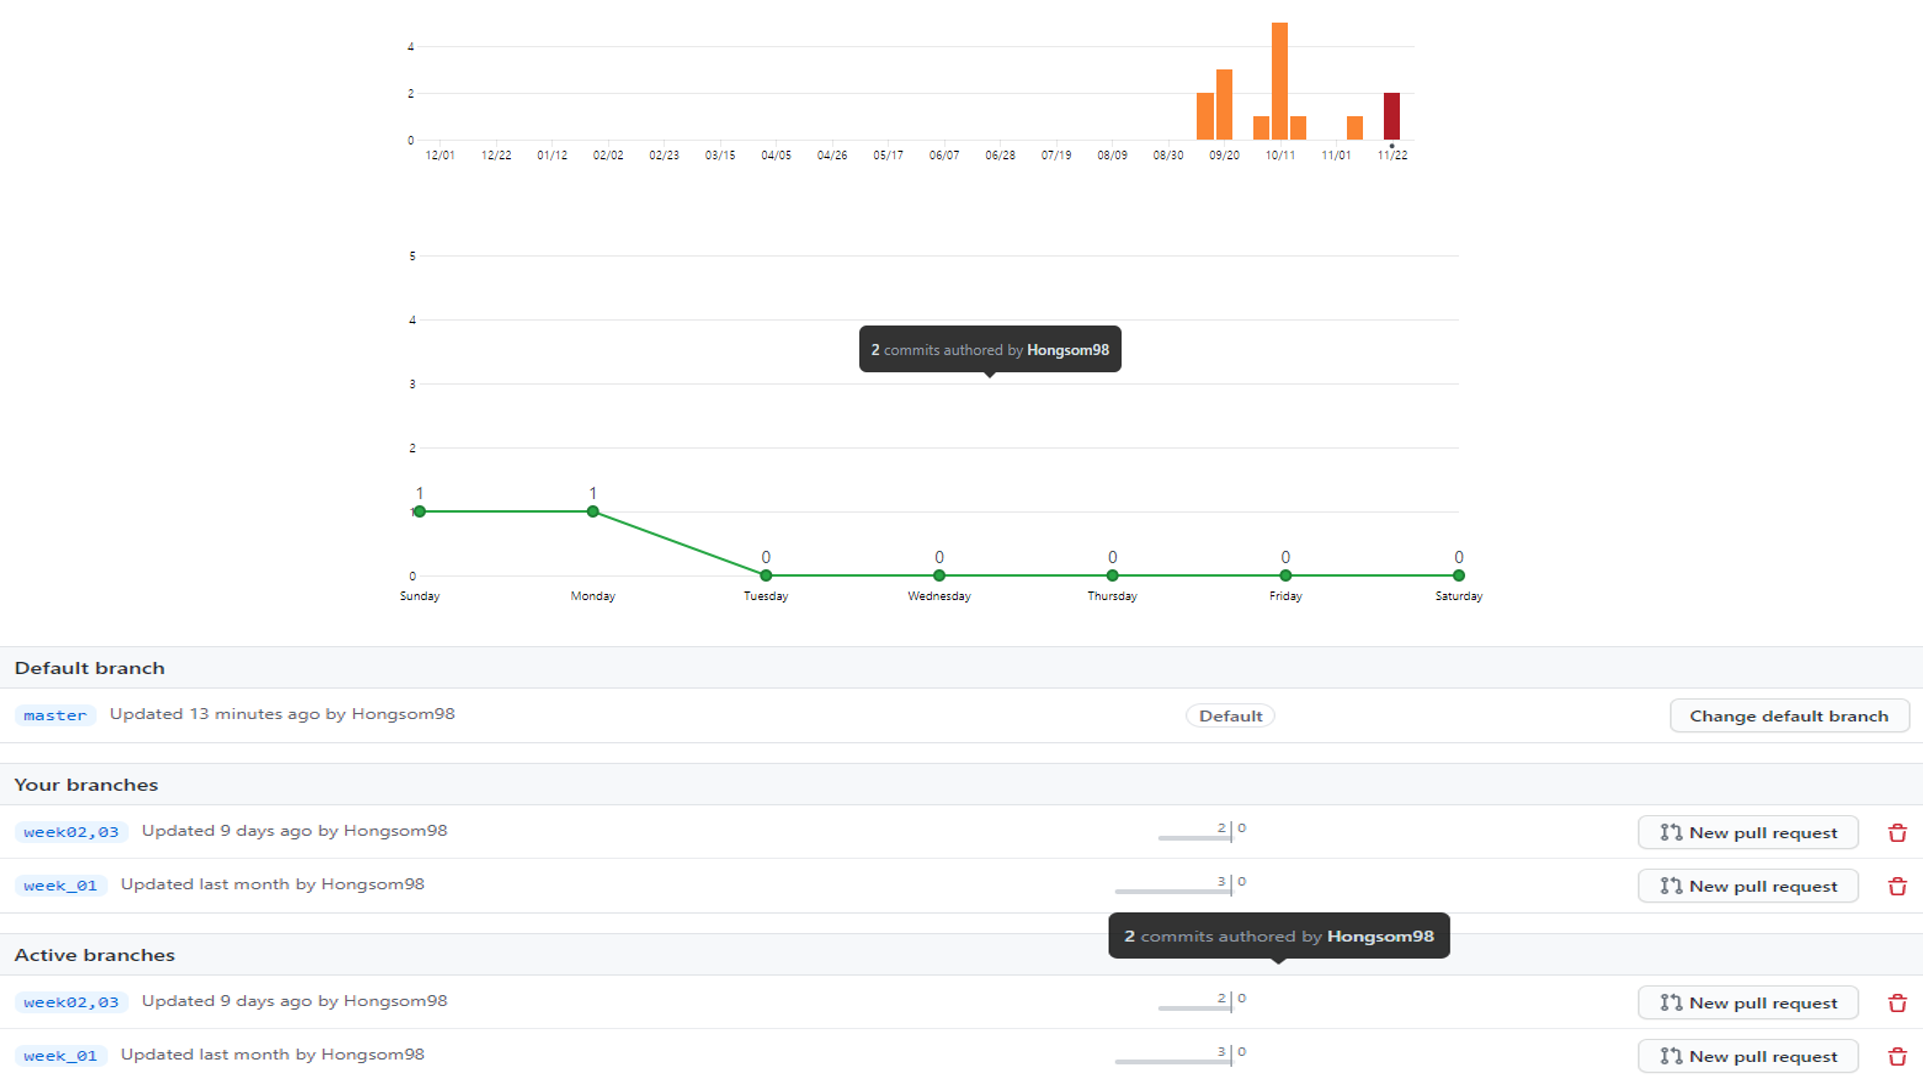 4
2
0
12/01 12/22 01/12 02/02 02/23 03/15 04/05 04/26 05/17 06/07 06/28 07/19 08/09 08/30 09/20 10/11 11/01 11/22
5
4
2 commits authored by Hongsom98
3
2
1 1
1
0 0 0 0 0
0
Sunday Monday Tuesday Wednesday Thursday Friday Saturday
Default branch
master Updated 13 minutes ago by Hongsom98 Default Change default branch
Your branches
week02,03 Updated 9 days ago by Hongsom98 2 0 New pull request
week_01 Updated last month by Hongsom98 3 0 New pull request
2 commits authored by Hongsom98
Active branches
week02,03 Updated 9 days ago by Hongsom98 2 0 New pull request
week_01 Updated last month by Hongsom98 3 0 New pull request